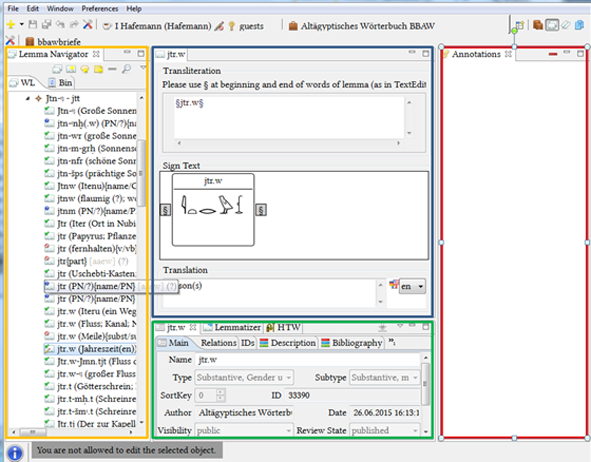 File Edit Window Preferences Help
I Hafemann (Hafemann) guests Altägyptisches Wörterbuch BBAW
bbawbriefe
Lemma Navigator
WL Bin
Jtn-
jtt
Jtn- (Große Sonnen
jtn-nḥ(.w) (PN/?){name/P
jtn-wr (große Sonnen
jtn-m-grḥ (Sonnensc
jtn-nfr (schöne Sonn
jtn-šps (prächtige So
Jtnw (Itenu){name/G
jtnw (flaumig (?); we
jtnm (PN/?){name/PN
Jtr (Iter (Ort in Nubi
jtr (Papyrus; Pflanze
jtr (fernhalten){v/vb}
jtr{part} [aaew] (?)
jtr (Uschebti-Kasten:
jtr (PN/?){name/PN} [aaew] (?)
jtr (PN/?){name/PN}
Jtr.w (Iteru (ein Weg
jtr.w (Fluss; Kanal; N
jtr.w (Meile){subst/su
jtr.w (Jahreszeit(en))
Jtr.w-Jmn.tjt (Fluss d
jtr.w- (großer Fluss
jtr.t (Götterschrein;
jtr.t-mḥ.t (Schreinre
jtr.t-šmꜥ.t (Schreinre
Jtr.tj (Der zur Kapell
jtr.w
Transliteration
Please use § at beginning and end of words of lemma (as in TextEdit
§jtr.w§
Sign Text
jtr.w
§ §
Translation
son(s) en
jtr.w Lemmatizer HTW
Main Relations IDs Description Bibliography
Name jtr.w
Type Substantive, Gender u Subtype Substantive, m
SortKey 0 ID 33390
Author Altägyptisches Wörterb Date 26.06.2015 16:13:1
Visibility public Review State published
Annotations
You are not allowed to edit the selected object.